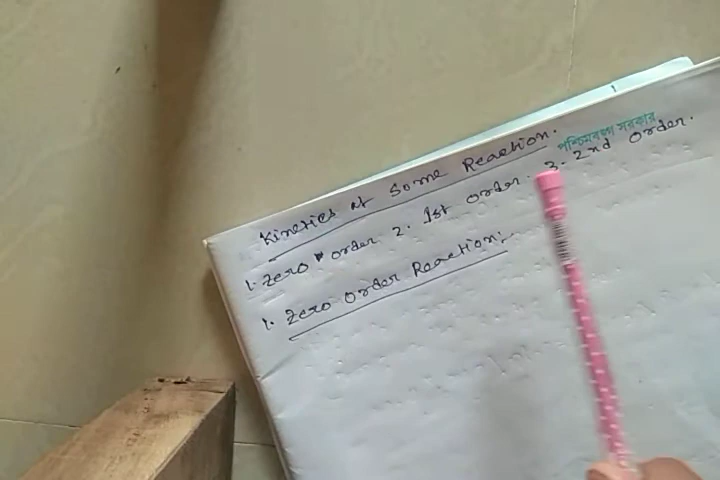 পশ্চিমবঙ্গ সরকার
Kinetics of Some Reaction.
1. Zero order 2. 1st order. 3. 2nd order.
1. Zero order Reaction:-